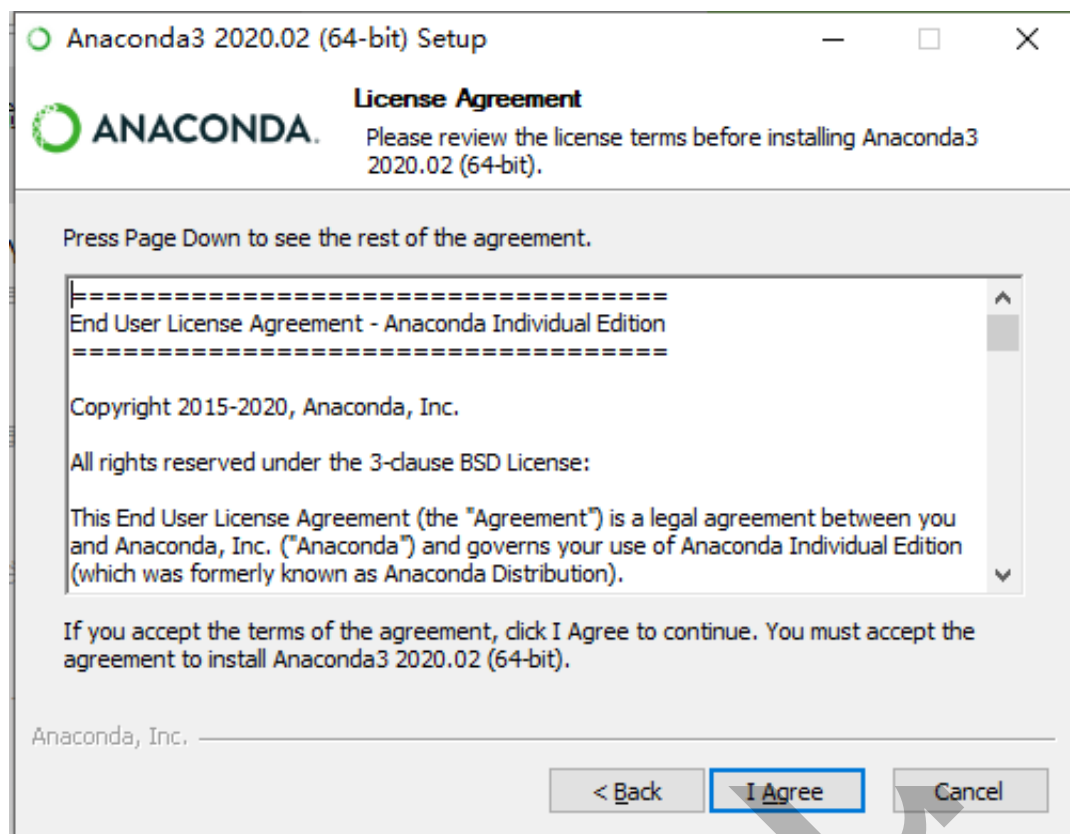 Anaconda3 2020.02 (64-bit) Setup
ANACONDA.
License Agreement
Please review the license terms before installing Anaconda3
2020.02 (64-bit).
Press Page Down to see the rest of the agreement.
===================================
End User License Agreement - Anaconda Individual Edition
===================================
Copyright 2015-2020, Anaconda, Inc.
All rights reserved under the 3-clause BSD License:
This End User License Agreement (the "Agreement") is a legal agreement between you
and Anaconda, Inc. ("Anaconda") and governs your use of Anaconda Individual Edition
(which was formerly known as Anaconda Distribution).
If you accept the terms of the agreement, click I Agree to continue. You must accept the
agreement to install Anaconda3 2020.02 (64-bit).
Anaconda, Inc.
< Back
I Agree
Cancel